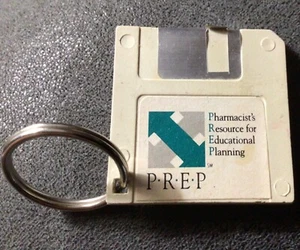 Pharmacist's
Resource for
Educational
Planning
P·R·E·P